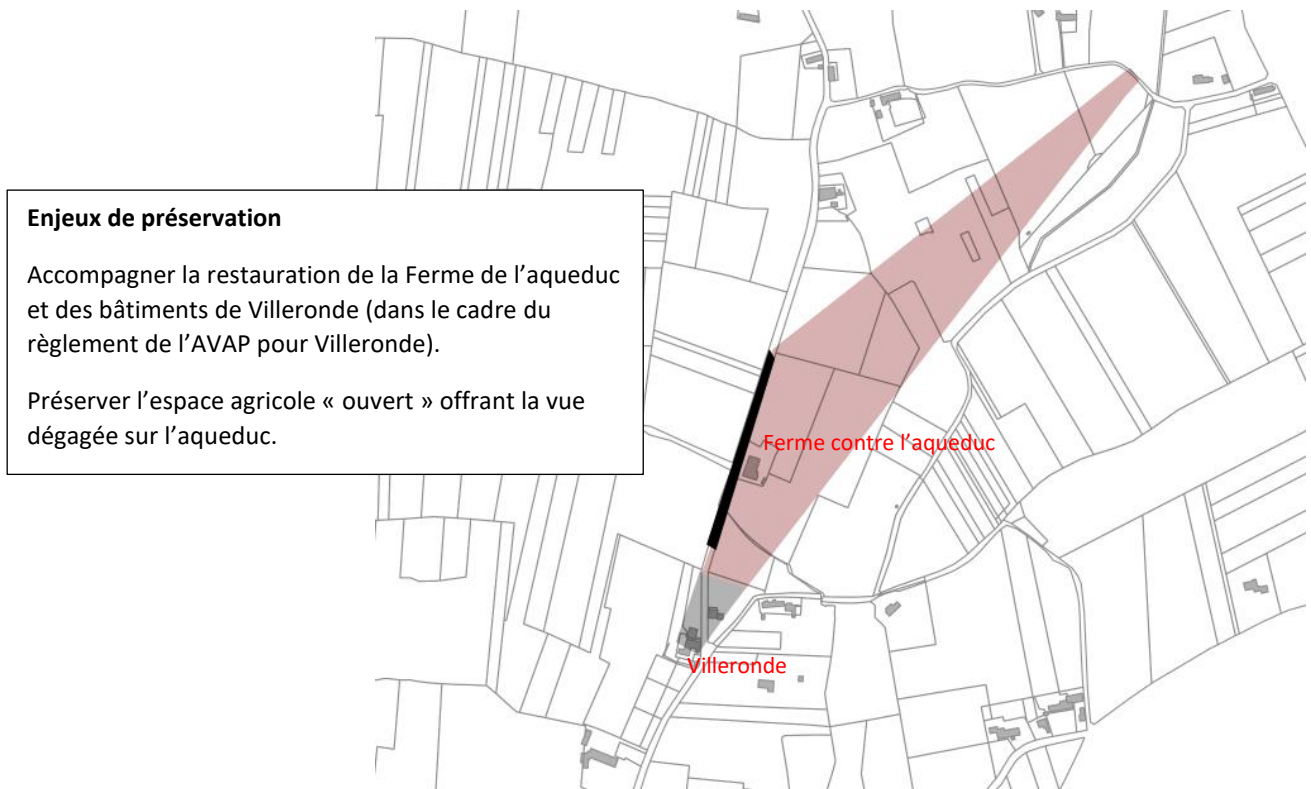 Enjeux de préservation
Accompagner la restauration de la Ferme de l’aqueduc
et des bâtiments de Villeronde (dans le cadre du
règlement de l’AVAP pour Villeronde).
Préserver l’espace agricole « ouvert » offrant la vue
dégagée sur l’aqueduc.
Ferme contre l’aqueduc
Villeronde